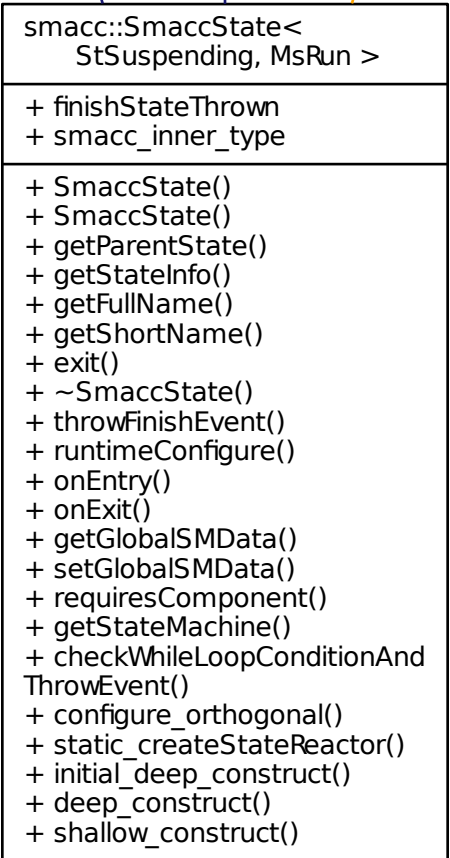 smacc::SmaccState<
StSuspending, MsRun >
+ finishStateThrown
+ smacc_inner_type
+ SmaccState()
+ SmaccState()
+ getParentState()
+ getStateInfo()
+ getFullName()
+ getShortName()
+ exit()
+ ~SmaccState()
+ throwFinishEvent()
+ runtimeConfigure()
+ onEntry()
+ onExit()
+ getGlobalSMData()
+ setGlobalSMData()
+ requiresComponent()
+ getStateMachine()
+ checkWhileLoopConditionAnd
ThrowEvent()
+ configure_orthogonal()
+ static_createStateReactor()
+ initial_deep_construct()
+ deep_construct()
+ shallow_construct()